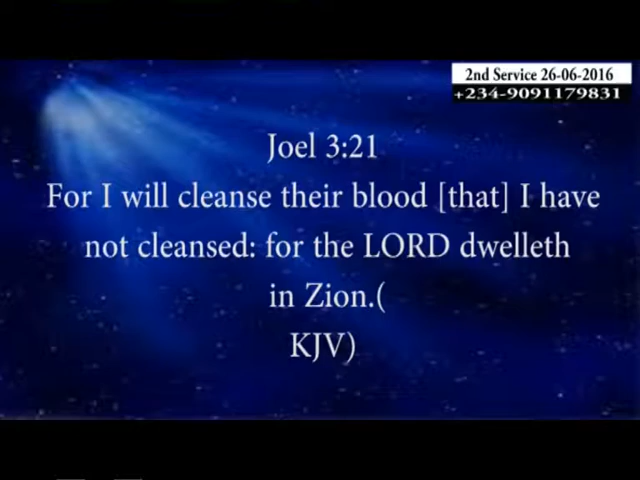 2nd Service 26-06-2016
+234-9091179831
Joel 3:21
For I will cleanse their blood [that] I have
not cleansed: for the LORD dwelleth
in Zion.(
KJV)